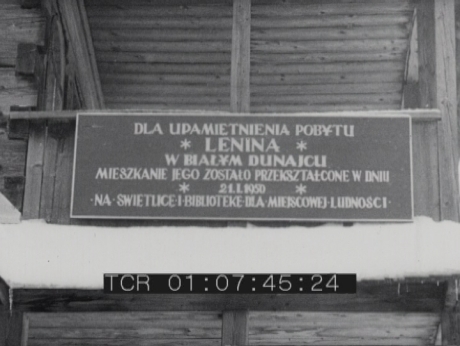 DLA UPAMIĘTNIENIA POBYTU
* LENINA *
W BIAŁYM DUNAJCU
MIESZKANIE JEGO ZOSTAŁO PRZEKSZTAŁCONE W DNIU
* 21.I.1950 *
·NA·ŚWIETLICĘ·I·BIBLIOTEKĘ·DLA·MIEJSCOWEJ·LUDNOŚCI·
TCR 01:07:45:24